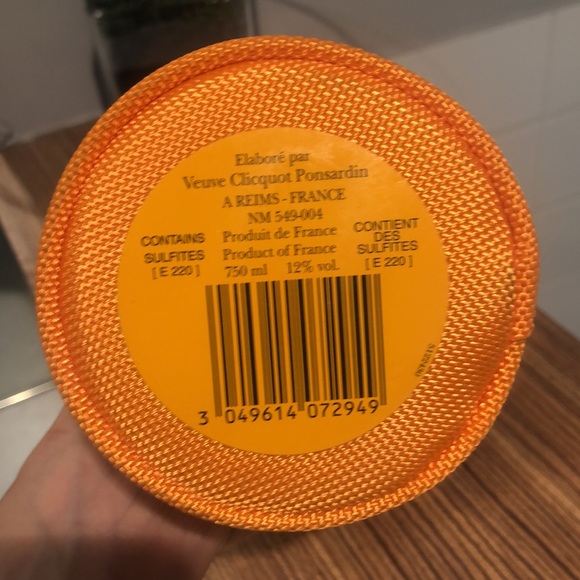 Elaboré par
Veuve Clicquot Ponsardin
A REIMS - FRANCE
NM 549-004
Produit de France
Product of France
750 ml 12% vol.
CONTAINS
SULFITES
[ E 220 ]
CONTIENT
DES
SULFITES
[ E 220 ]
3 049614 072949